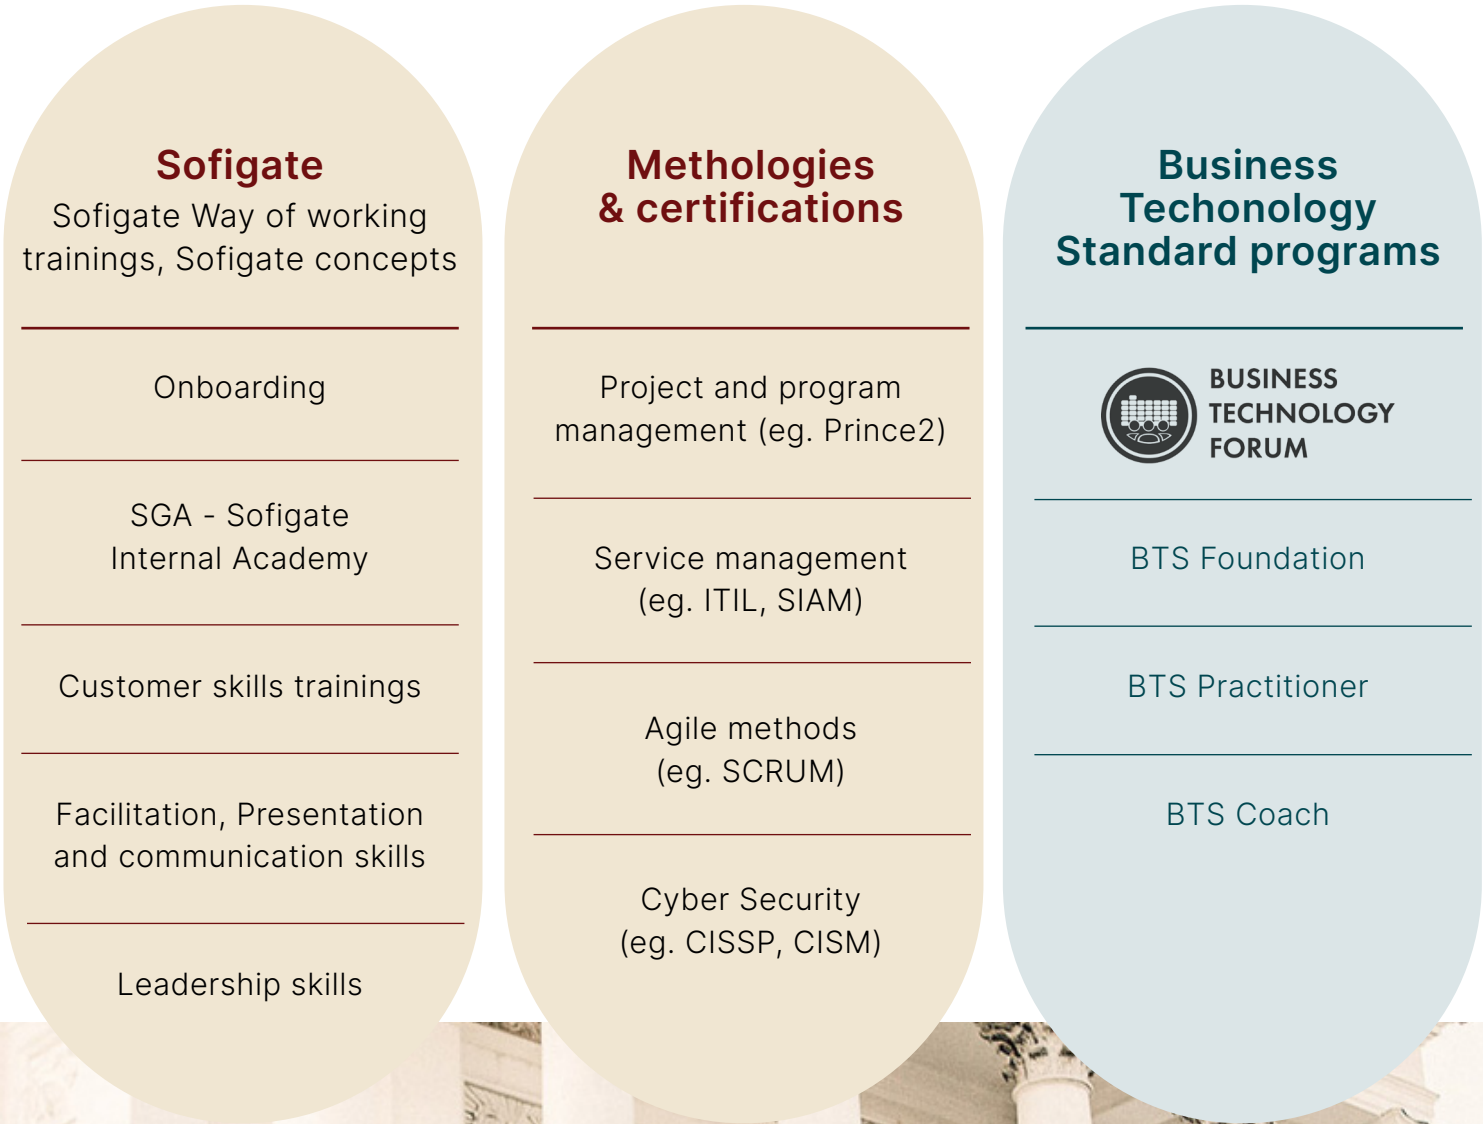 Sofigate
Sofigate Way of working
trainings, Sofigate concepts
Onboarding
SGA - Sofigate
Internal Academy
Customer skills trainings
Facilitation, Presentation
and communication skills
Leadership skills
Methologies
& certifications
Project and program
management (eg. Prince2)
Service management
(eg. ITIL, SIAM)
Agile methods
(eg. SCRUM)
Cyber Security
(eg. CISSP, CISM)
Business
Techonology
Standard programs
BUSINESS
TECHNOLOGY
FORUM
BTS Foundation
BTS Practitioner
BTS Coach